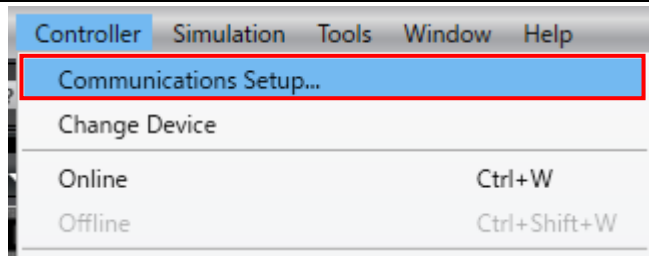 Controller Simulation Tools Window Help
Communications Setup...
Change Device
Online Ctrl+W
Offline Ctrl+Shift+W